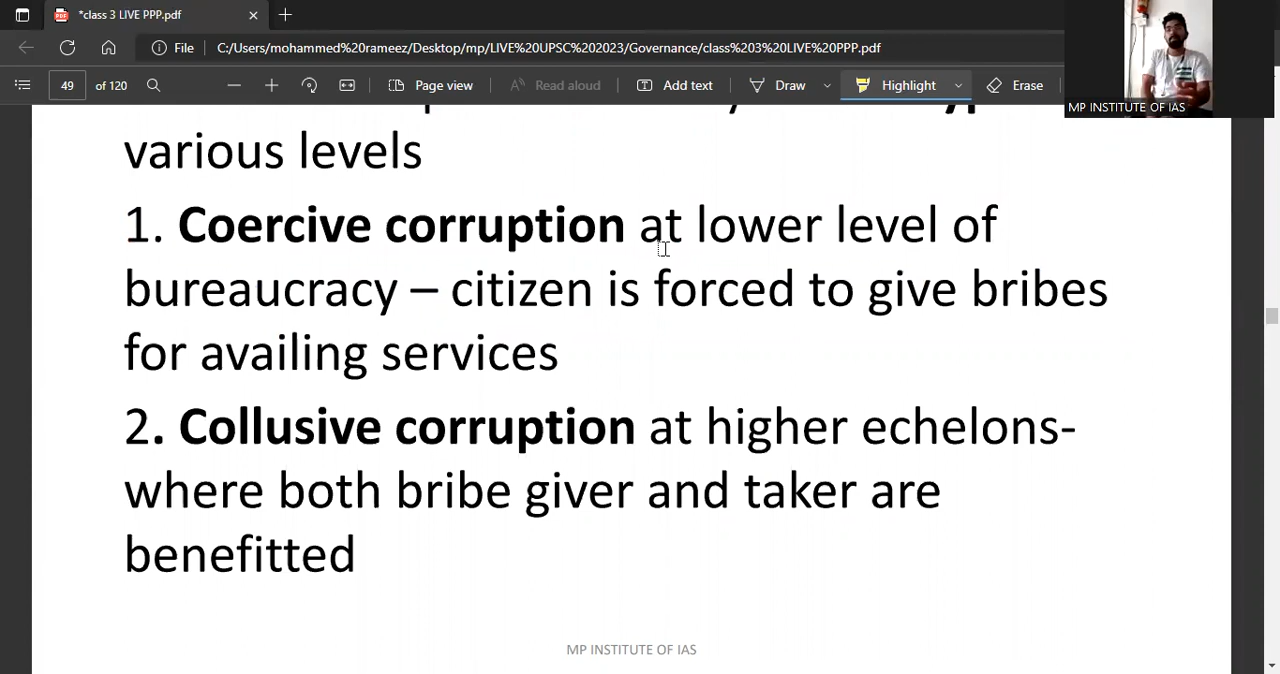 *class 3 LIVE PPP.pdf
File C:/Users/mohammed%20rameez/Desktop/mp/LIVE%20UPSC%202023/Governance/class%203%20LIVE%20PPP.pdf
49 of 120 Page view Read aloud Add text Draw Highlight Erase
MP INSTITUTE OF IAS
various levels
1. Coercive corruption at lower level of
bureaucracy – citizen is forced to give bribes
for availing services
2. Collusive corruption at higher echelons-
where both bribe giver and taker are
benefitted
MP INSTITUTE OF IAS